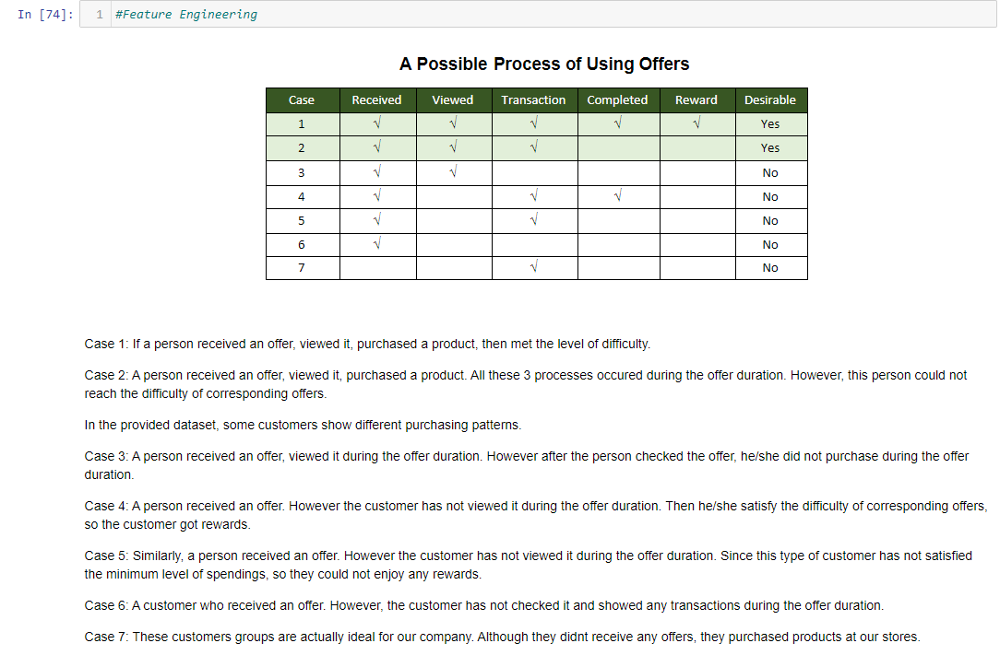 In [74]: 1 #Feature Engineering
A Possible Process of Using Offers
Case Received Viewed Transaction Completed Reward Desirable
1 √ √ √ √ √ Yes
2 √ √ √ Yes
3 √ √ No
4 √ √ √ No
5 √ √ No
6 √ No
7 √ No
Case 1: If a person received an offer, viewed it, purchased a product, then met the level of difficulty.
Case 2: A person received an offer, viewed it, purchased a product. All these 3 processes occured during the offer duration. However, this person could not
reach the difficulty of corresponding offers.
In the provided dataset, some customers show different purchasing patterns.
Case 3: A person received an offer, viewed it during the offer duration. However after the person checked the offer, he/she did not purchase during the offer
duration.
Case 4: A person received an offer. However the customer has not viewed it during the offer duration. Then he/she satisfy the difficulty of corresponding offers,
so the customer got rewards.
Case 5: Similarly, a person received an offer. However the customer has not viewed it during the offer duration. Since this type of customer has not satisfied
the minimum level of spendings, so they could not enjoy any rewards.
Case 6: A customer who received an offer. However, the customer has not checked it and showed any transactions during the offer duration.
Case 7: These customers groups are actually ideal for our company. Although they didnt receive any offers, they purchased products at our stores.